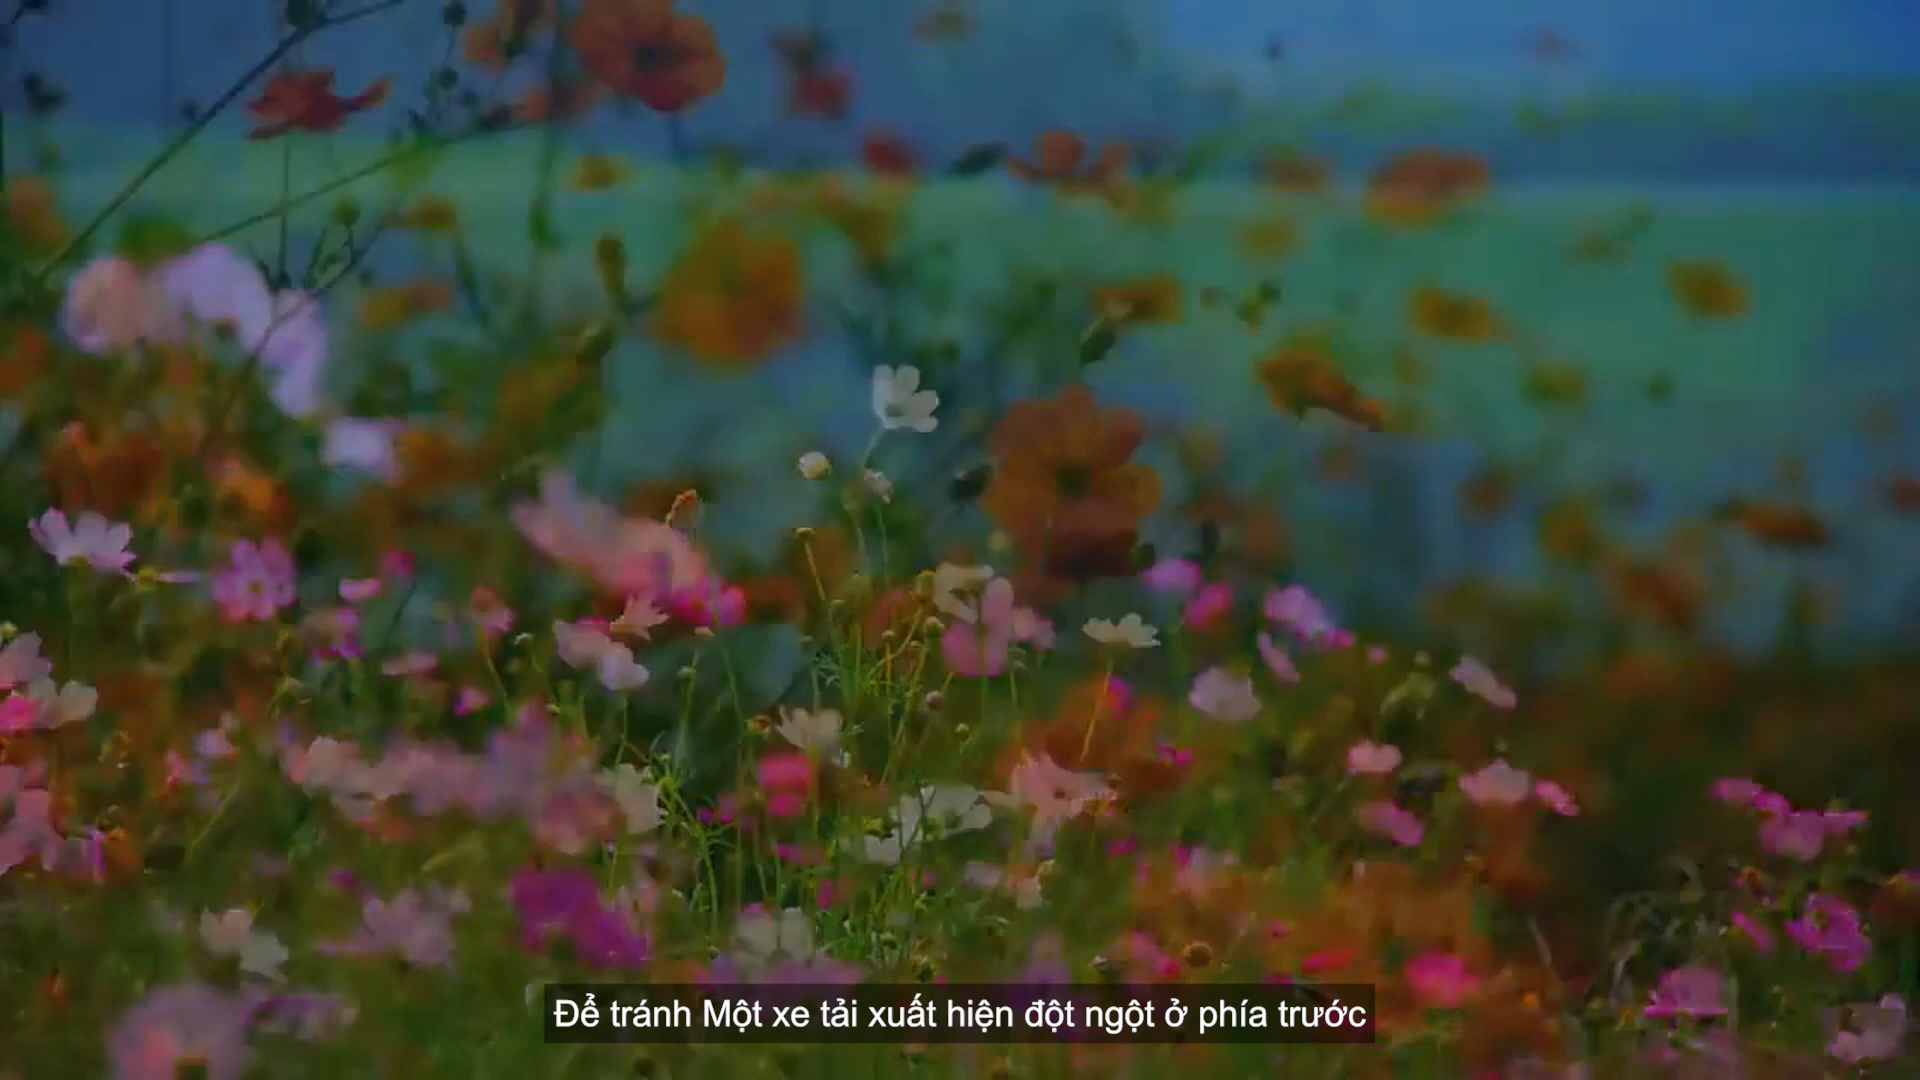 Để tránh Một xe tải xuất hiện đột ngột ở phía trước